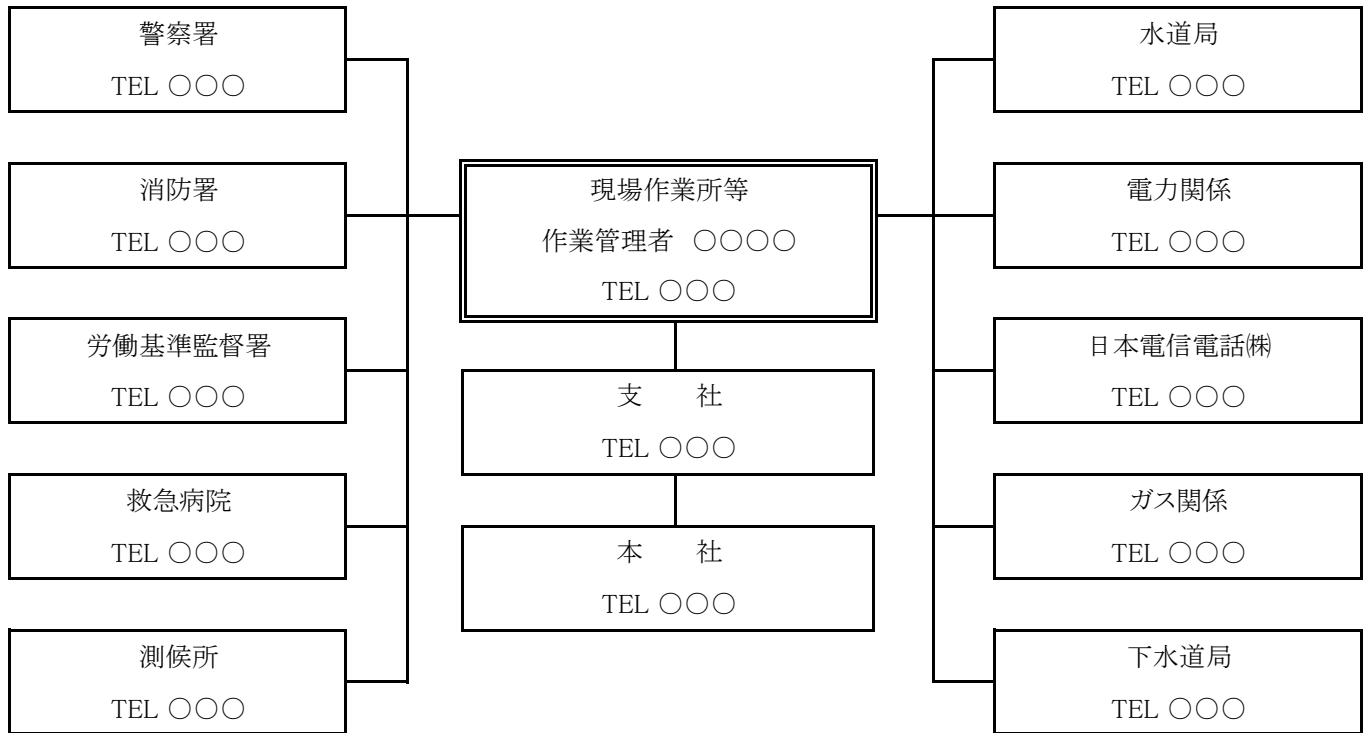 警察署
TEL ○○○
消防署
TEL ○○○
労働基準監督署
TEL ○○○
救急病院
TEL ○○○
測候所
TEL ○○○
現場作業所等
作業管理者 ○○○○
TEL ○○○
支 社
TEL ○○○
本 社
TEL ○○○
水道局
TEL ○○○
電力関係
TEL ○○○
日本電信電話㈱
TEL ○○○
ガス関係
TEL ○○○
下水道局
TEL ○○○